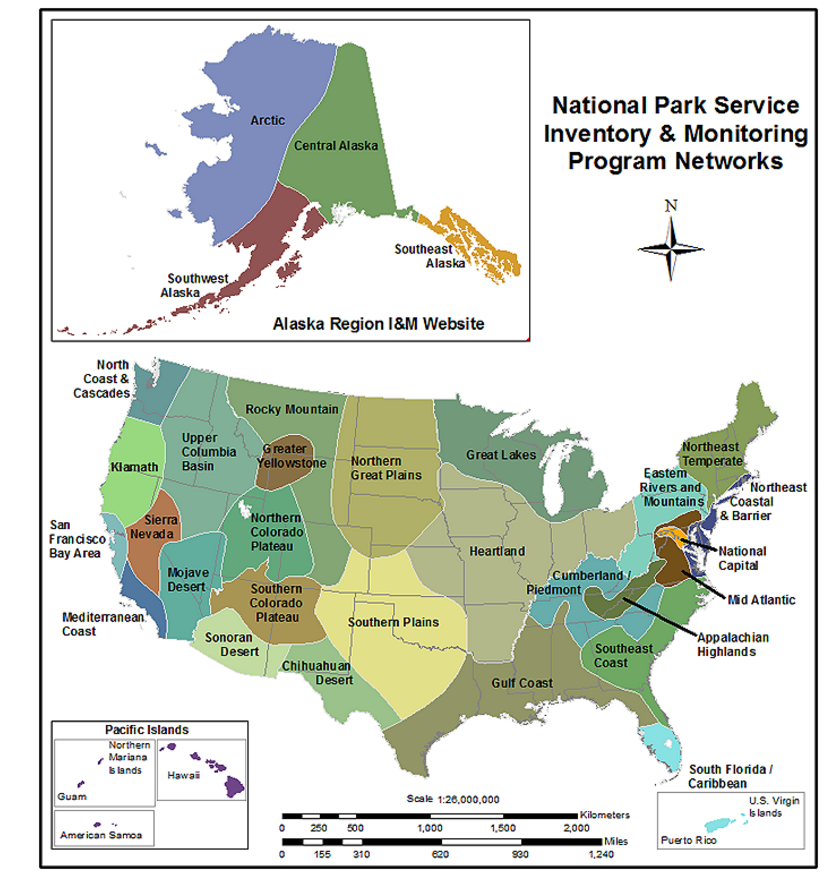 National Park Service
Inventory & Monitoring
Program Networks
N
Arctic
Central Alaska
Southeast
Alaska
Southwest
Alaska
Alaska Region I&M Website
North
Coast &
Cascades
Rocky Mountain
Upper
Columbia
Basin
Greater
Yellowstone
Northern
Great Plains
Great Lakes
Northeast
Temperate
Eastern
Rivers and
Mountains
Northeast
Coastal
& Barrier
Klamath
San
Francisco
Bay Area
Sierra
Nevada
Northern
Colorado
Plateau
Heartland
National
Capital
Mojave
Desert
Cumberland /
Piedmont
Mid Atlantic
Mediterranean
Coast
Southern
Colorado
Plateau
Southern Plains
Appalachian
Highlands
Sonoran
Desert
Chihuahuan
Desert
Southeast
Coast
Gulf Coast
South Florida /
Caribbean
Pacific Islands
Northern
Mariana
Islands
Guam
Hawaii
American Samoa
Scale 1:26,000,000
Kilometers
0 250 500 1,000 1,500 2,000
Miles
0 155 310 620 930 1,240
U.S. Virgin
Islands
Puerto Rico